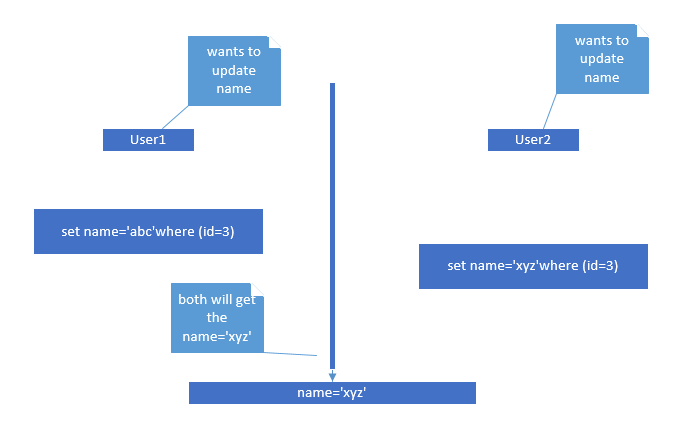 wants to
update
name
wants to
update
name
User1
User2
set name='abc'where (id=3)
set name='xyz'where (id=3)
both will get
the
name='xyz'
name='xyz'